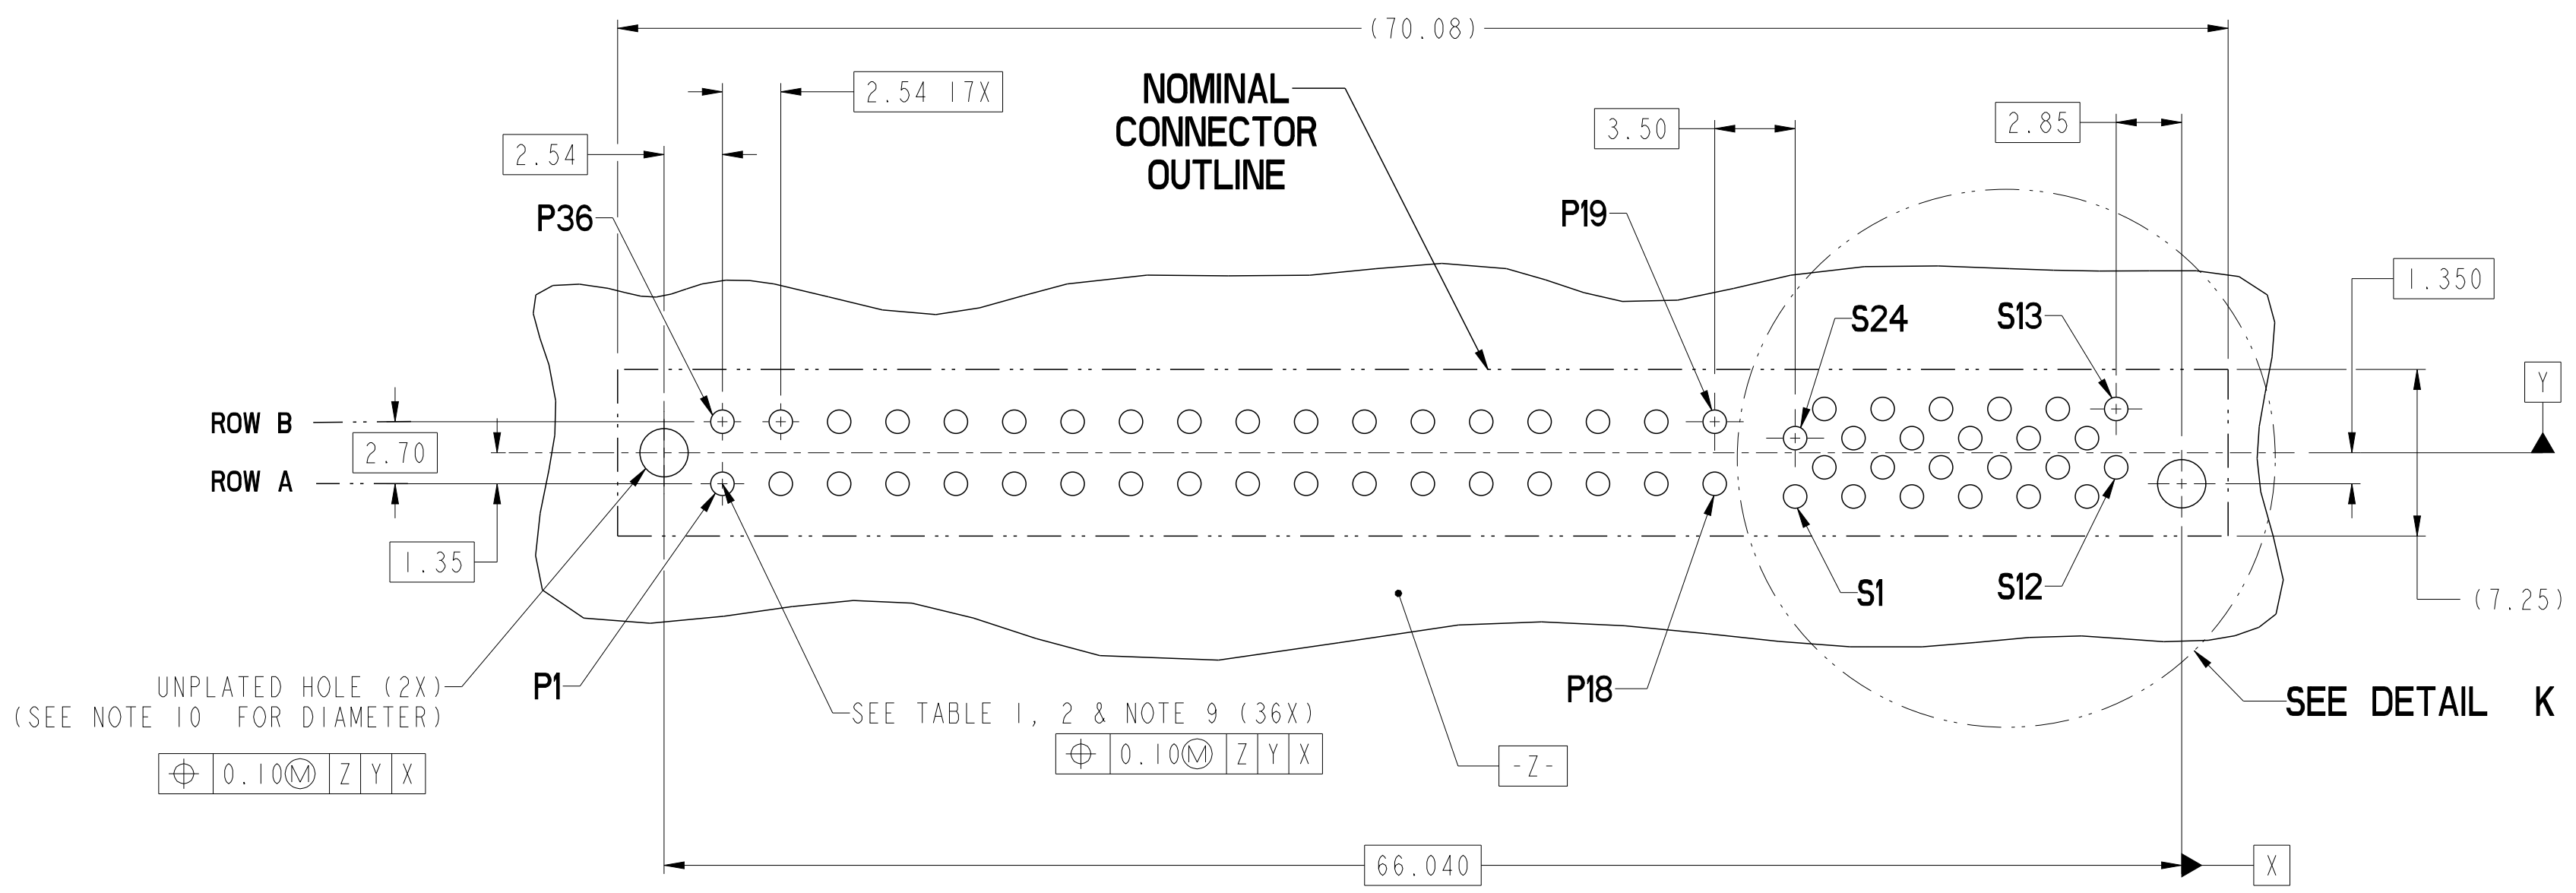 (70.08)
2.54 17X
NOMINAL
CONNECTOR
OUTLINE
3.50
2.85
2.54
P36
P19
1.350
S24
S13
Y
ROW B
2.70
ROW A
1.35
S1
S12
(7.25)
UNPLATED HOLE (2X)
(SEE NOTE 10 FOR DIAMETER)
⌖ 0.10Ⓜ Z Y X
P1
SEE TABLE 1, 2 & NOTE 9 (36X)
⌖ 0.10Ⓜ Z Y X
P18
-Z-
SEE DETAIL K
66.040
X